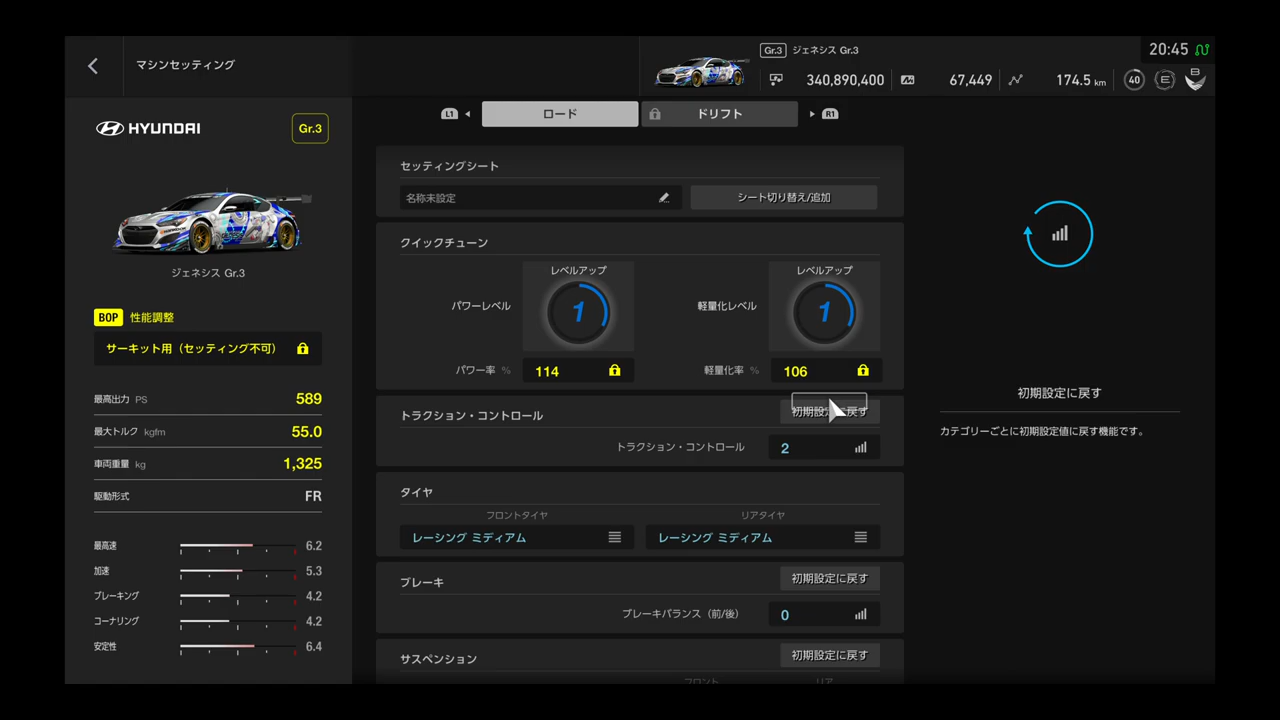 マシンセッティング
Gr.3 ジェネシス Gr.3
20:45
340,890,400
67,449
174.5 km
40
E
B
L1 ロード ドリフト R1
HYUNDAI
Gr.3
ジェネシス Gr.3
BOP 性能調整
サーキット用（セッティング不可）
最高出力 PS 589
最大トルク kgfm 55.0
車両重量 kg 1,325
駆動形式 FR
最高速 6.2
加速 5.3
ブレーキング 4.2
コーナリング 4.2
安定性 6.4
セッティングシート
名称未設定
シート切り替え/追加
クイックチューン
パワーレベル
レベルアップ
1
軽量化レベル
レベルアップ
1
パワー率 % 114
軽量化率 % 106
トラクション・コントロール
初期設定に戻す
トラクション・コントロール 2
タイヤ
フロントタイヤ リアタイヤ
レーシング ミディアム レーシング ミディアム
ブレーキ
初期設定に戻す
ブレーキバランス（前/後） 0
サスペンション
初期設定に戻す
フロント リア
初期設定に戻す
カテゴリーごとに初期設定値に戻す機能です。